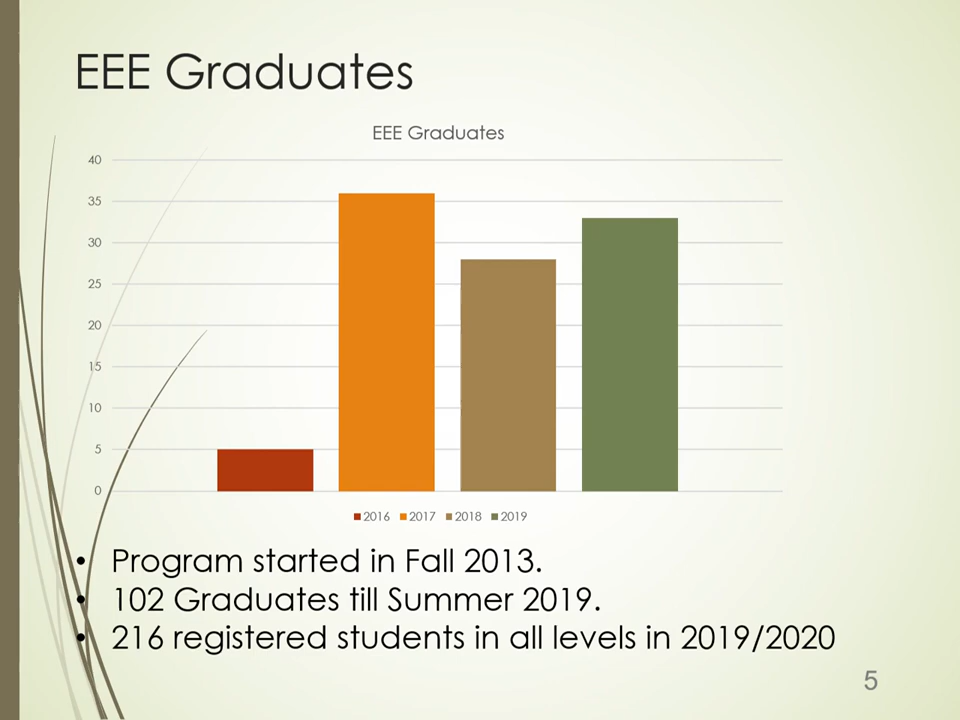 EEE Graduates
EEE Graduates
40
35
30
25
20
15
10
5
0
2016 2017 2018 2019
• Program started in Fall 2013.
• 102 Graduates till Summer 2019.
• 216 registered students in all levels in 2019/2020
5